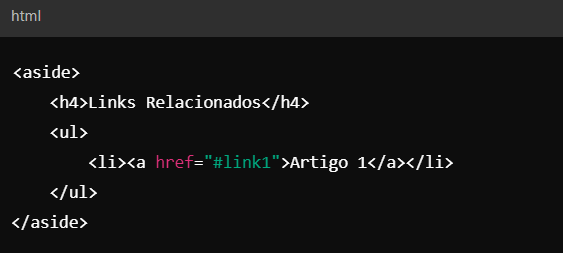 html
<aside>
    <h4>Links Relacionados</h4>
    <ul>
        <li><a href="#link1">Artigo 1</a></li>
    </ul>
</aside>